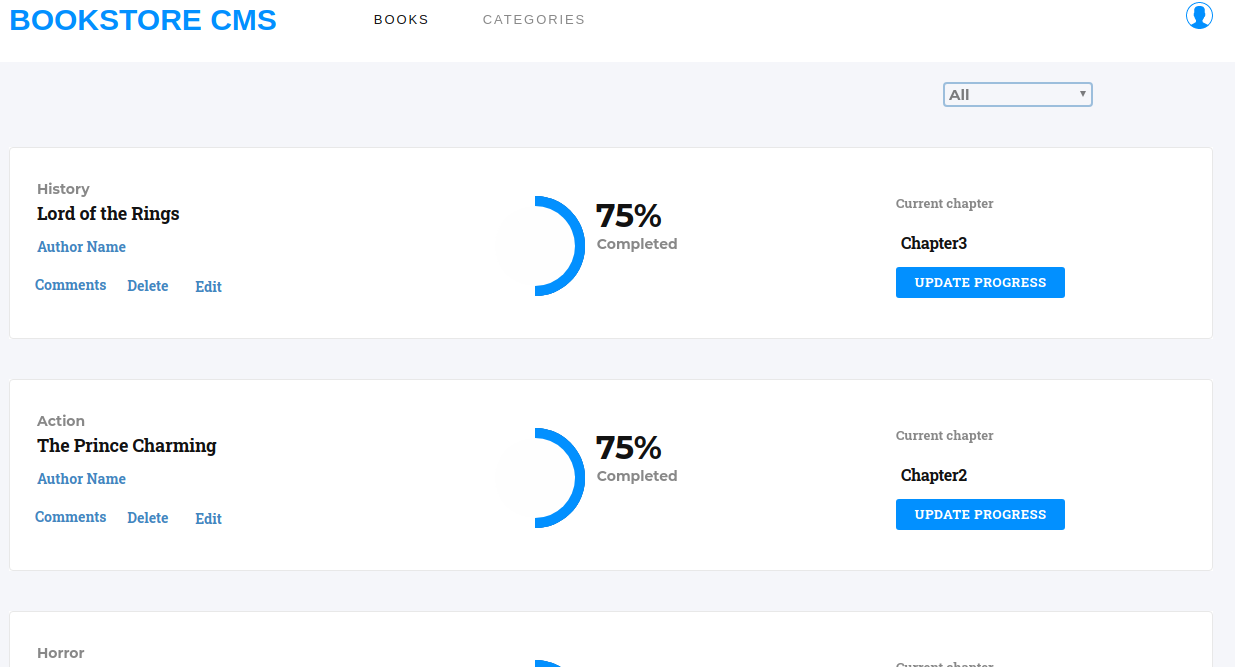 BOOKSTORE CMS
BOOKS
CATEGORIES
All
History
Lord of the Rings
Author Name
Comments
Delete
Edit
75%
Completed
Current chapter
Chapter3
UPDATE PROGRESS
Action
The Prince Charming
Author Name
Comments
Delete
Edit
75%
Completed
Current chapter
Chapter2
UPDATE PROGRESS
Horror
Current chapter